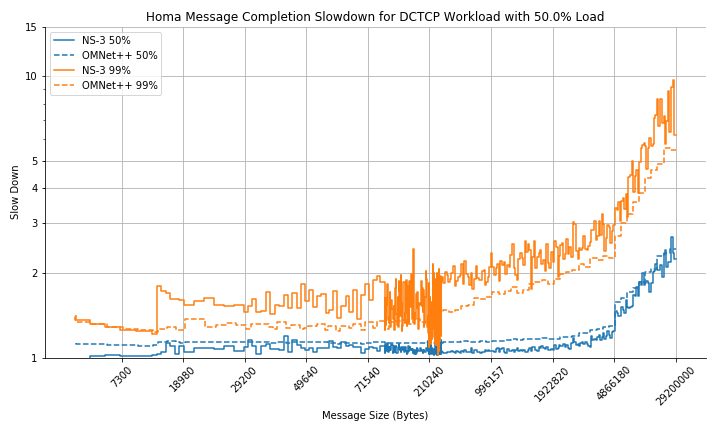 Homa Message Completion Slowdown for DCTCP Workload with 50.0% Load
NS-3 50%
OMNet++ 50%
NS-3 99%
OMNet++ 99%
Slow Down
15
10
5
4
3
2
1
7300
18980
29200
49640
71540
210240
996157
1922820
4866180
29200000
Message Size (Bytes)